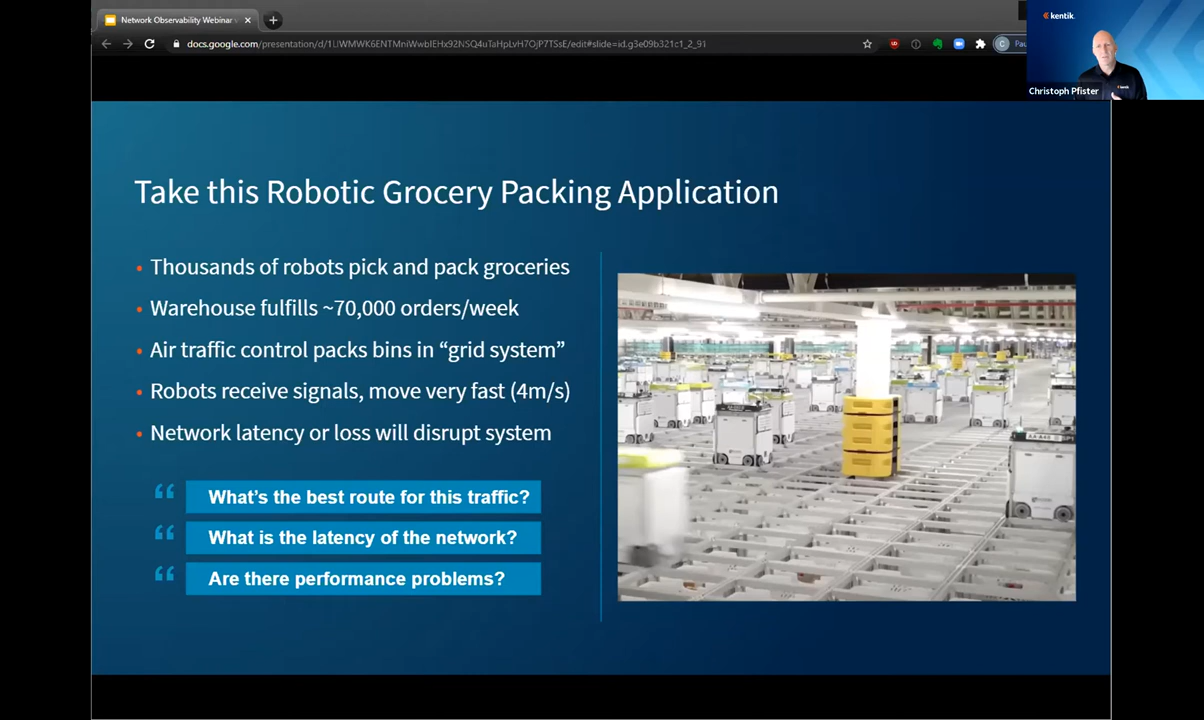 Network Observability Webinar
docs.google.com/presentation/d/1LiWMWK6ENTMniWwbIEHx92NSQ4uTaHpLvH7OjP7TSsE/edit#slide=id.g3e09b321c1_2_91
kentik.
Christoph Pfister
kentik
Take this Robotic Grocery Packing Application
• Thousands of robots pick and pack groceries
• Warehouse fulfills ~70,000 orders/week
• Air traffic control packs bins in “grid system”
• Robots receive signals, move very fast (4m/s)
• Network latency or loss will disrupt system
“ What’s the best route for this traffic?
“ What is the latency of the network?
“ Are there performance problems?